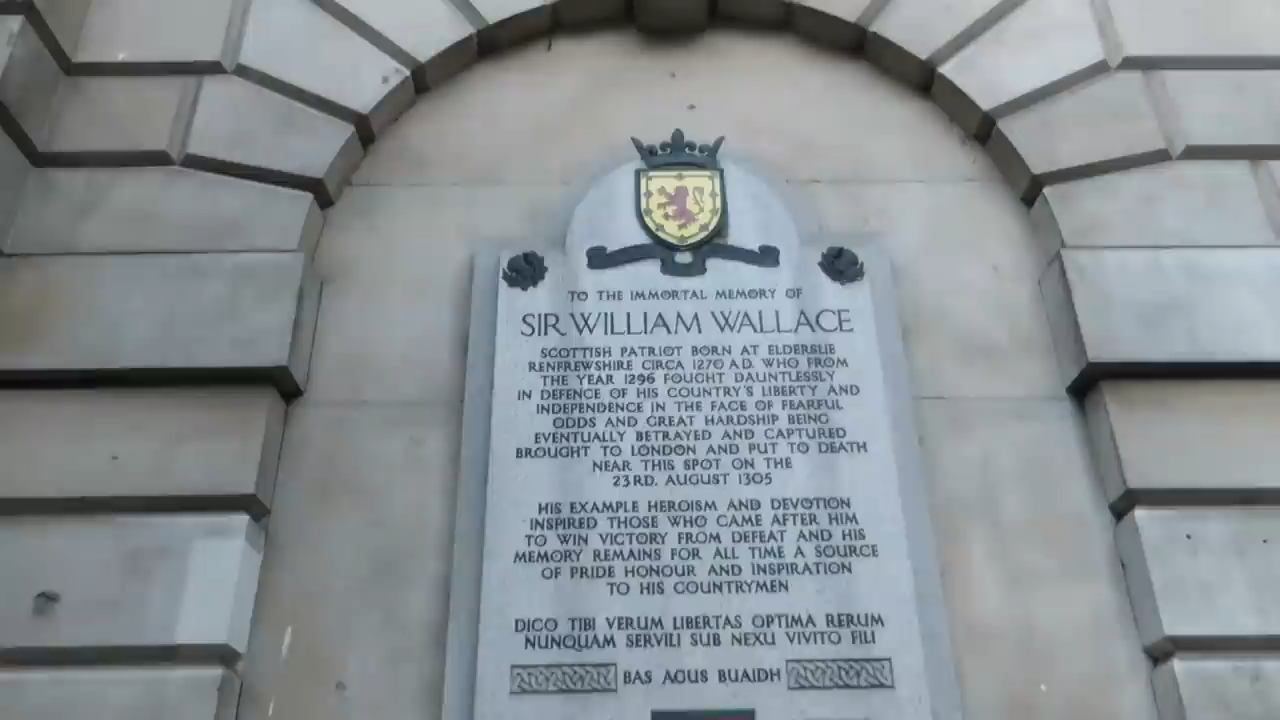 TO THE IMMORTAL MEMORY OF
SIR WILLIAM WALLACE
SCOTTISH PATRIOT BORN AT ELDERSLIE
RENFREWSHIRE CIRCA 1270 A.D. WHO FROM
THE YEAR 1296 FOUGHT DAUNTLESSLY
IN DEFENCE OF HIS COUNTRY'S LIBERTY AND
INDEPENDENCE IN THE FACE OF FEARFUL
ODDS AND GREAT HARDSHIP BEING
EVENTUALLY BETRAYED AND CAPTURED
BROUGHT TO LONDON AND PUT TO DEATH
NEAR THIS SPOT ON THE
23RD. AUGUST 1305
HIS EXAMPLE HEROISM AND DEVOTION
INSPIRED THOSE WHO CAME AFTER HIM
TO WIN VICTORY FROM DEFEAT AND HIS
MEMORY REMAINS FOR ALL TIME A SOURCE
OF PRIDE HONOUR AND INSPIRATION
TO HIS COUNTRYMEN
DICO TIBI VERUM LIBERTAS OPTIMA RERUM
NUNQUAM SERVILI SUB NEXU VIVITO FILI
BAS AGUS BUAIDH